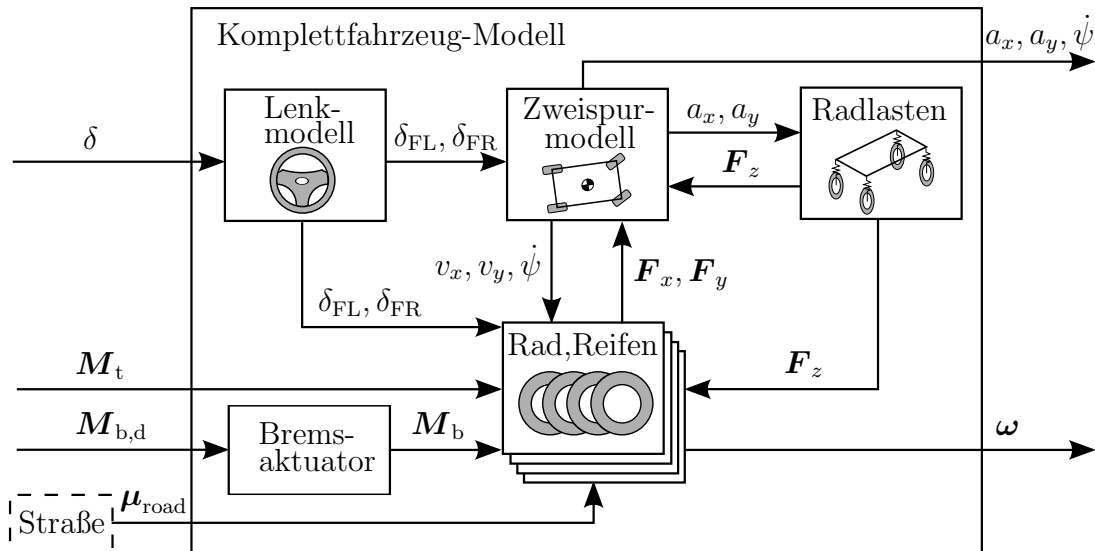 Komplettfahrzeug-Modell
a_x, a_y, ψ̇
Lenk-
modell
Zweispur-
modell
Radlasten
δ
δ_FL, δ_FR
a_x, a_y
F_z
v_x, v_y, ψ̇
F_x, F_y
δ_FL, δ_FR
Rad,Reifen
M_t
F_z
M_b,d
Brems-
aktuator
M_b
ω
μ_road
Straße